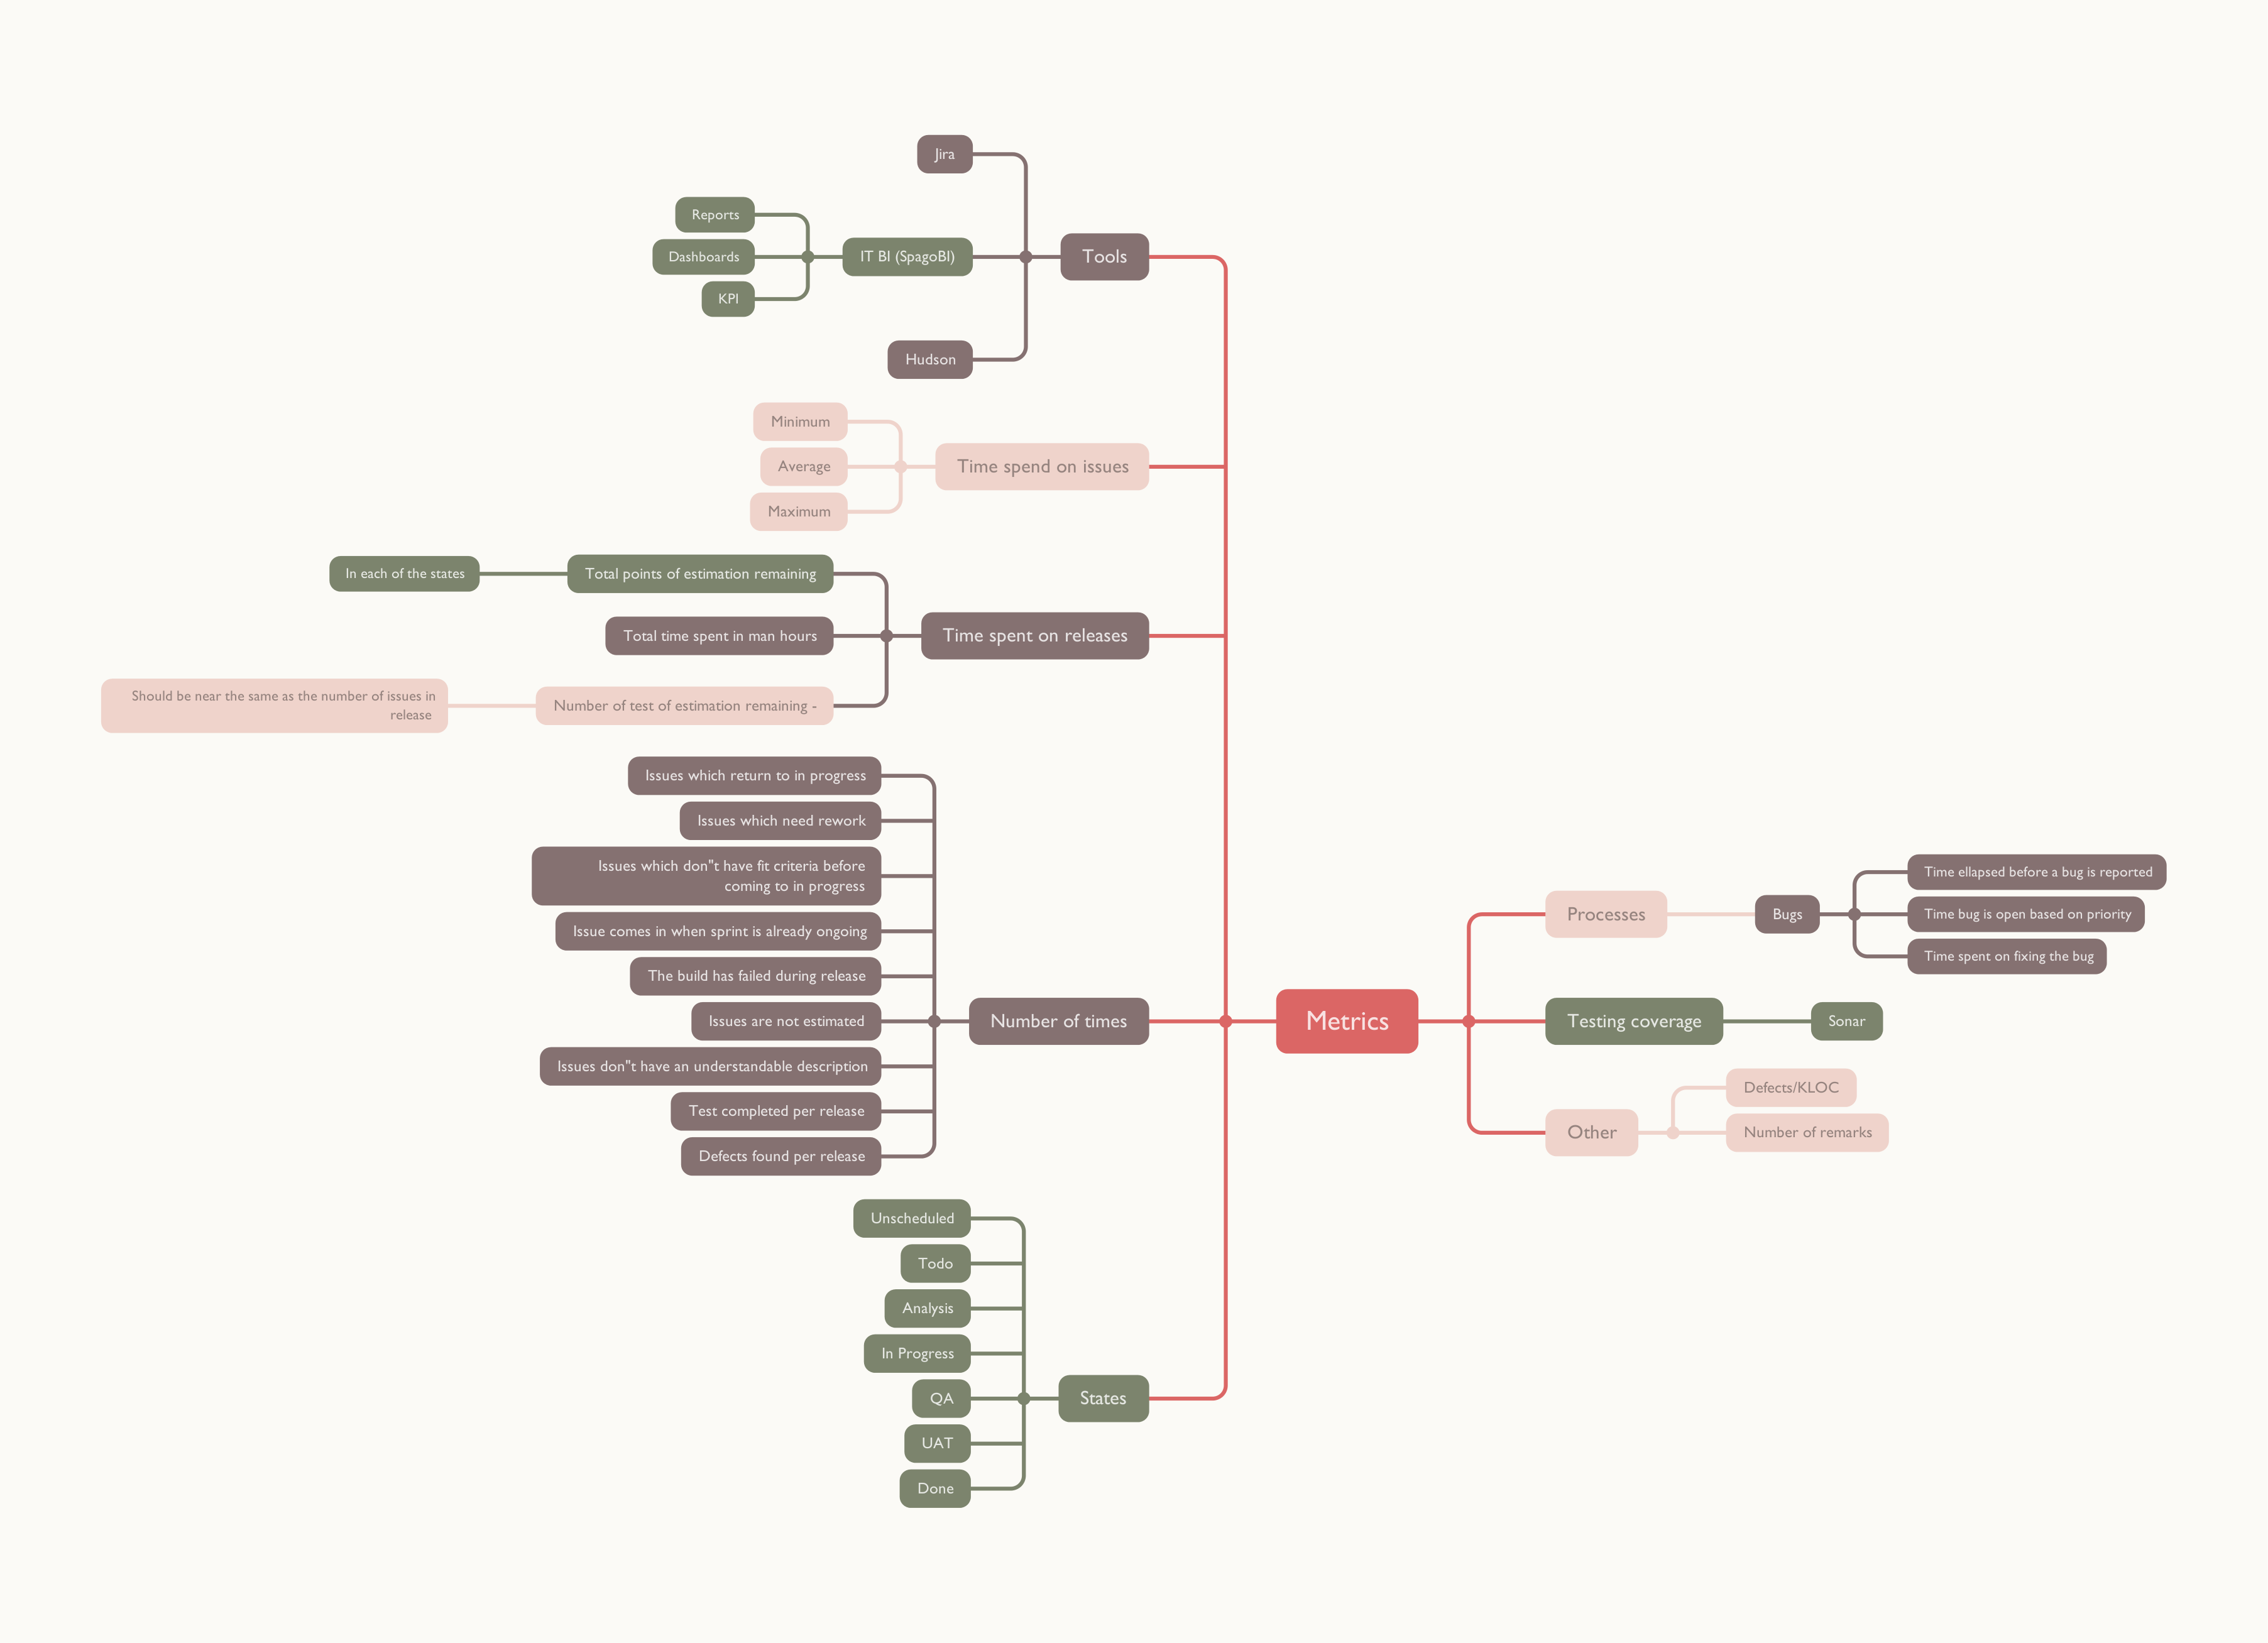 Jira
Reports
Dashboards
KPI
IT BI (SpagoBI)
Tools
Hudson
Minimum
Average
Maximum
Time spend on issues
In each of the states
Total points of estimation remaining
Total time spent in man hours
Time spent on releases
Should be near the same as the number of issues in
release
Number of test of estimation remaining -
Issues which return to in progress
Issues which need rework
Issues which don"t have fit criteria before
coming to in progress
Issue comes in when sprint is already ongoing
The build has failed during release
Issues are not estimated
Issues don"t have an understandable description
Test completed per release
Defects found per release
Number of times
Unscheduled
Todo
Analysis
In Progress
QA
UAT
Done
States
Metrics
Processes
Bugs
Time ellapsed before a bug is reported
Time bug is open based on priority
Time spent on fixing the bug
Testing coverage
Sonar
Other
Defects/KLOC
Number of remarks